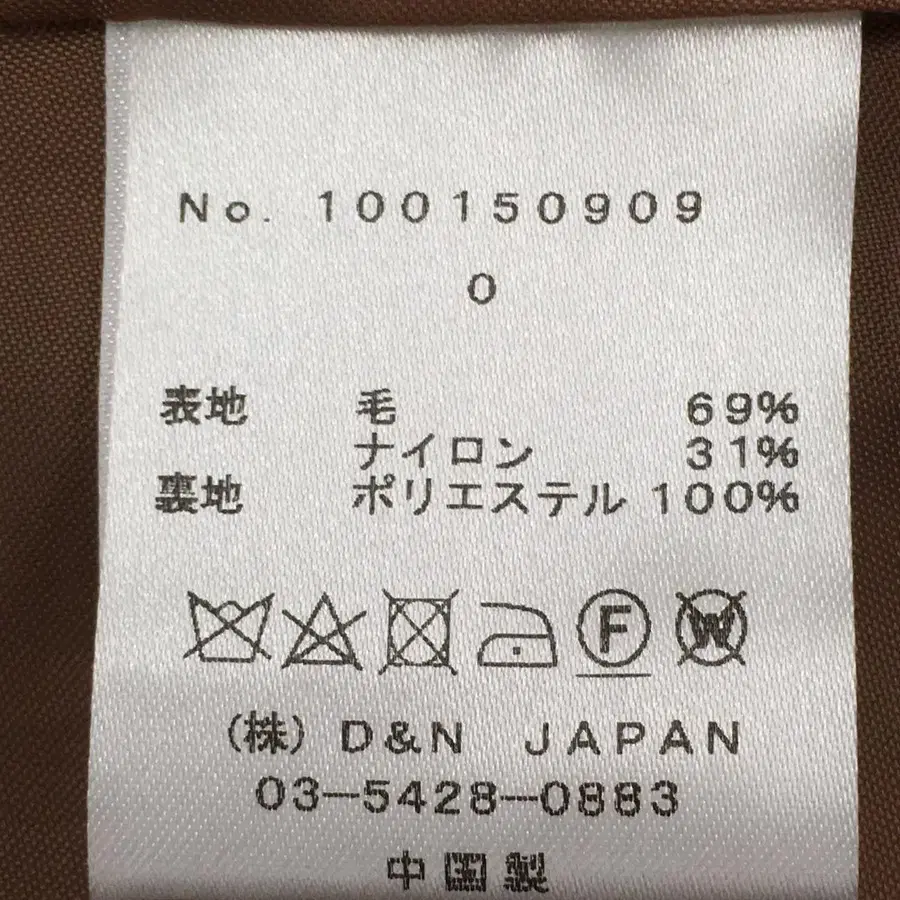 No. 100150909
0
表地 毛 69%
ナイロン 31%
裏地 ポリエステル 100%
F W
(株) D&N JAPAN
03-5428-0883
中国製